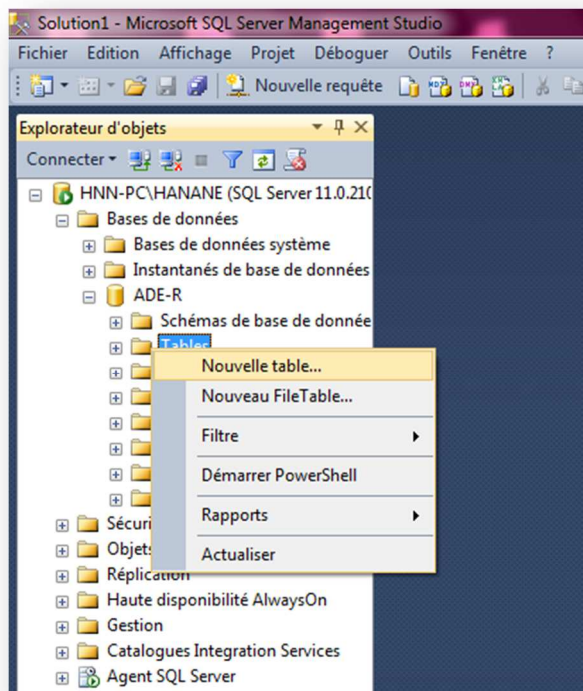 Solution1 - Microsoft SQL Server Management Studio
Fichier Edition Affichage Projet Déboguer Outils Fenêtre ?
Nouvelle requête
Explorateur d'objets
Connecter
HNN-PC\HANANE (SQL Server 11.0.210
Bases de données
Bases de données système
Instantanés de base de données
ADE-R
Schémas de base de donnée
Tables
Nouvelle table...
Nouveau FileTable...
Filtre
Démarrer PowerShell
Rapports
Actualiser
Sécuri
Objets
Réplication
Haute disponibilité AlwaysOn
Gestion
Catalogues Integration Services
Agent SQL Server